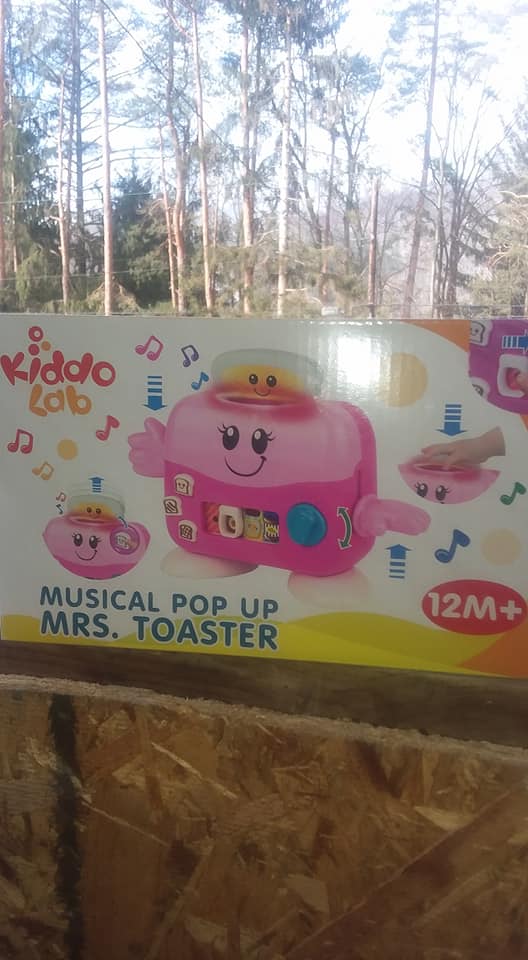 Kiddo
Lab
MUSICAL POP UP
MRS. TOASTER
12M+